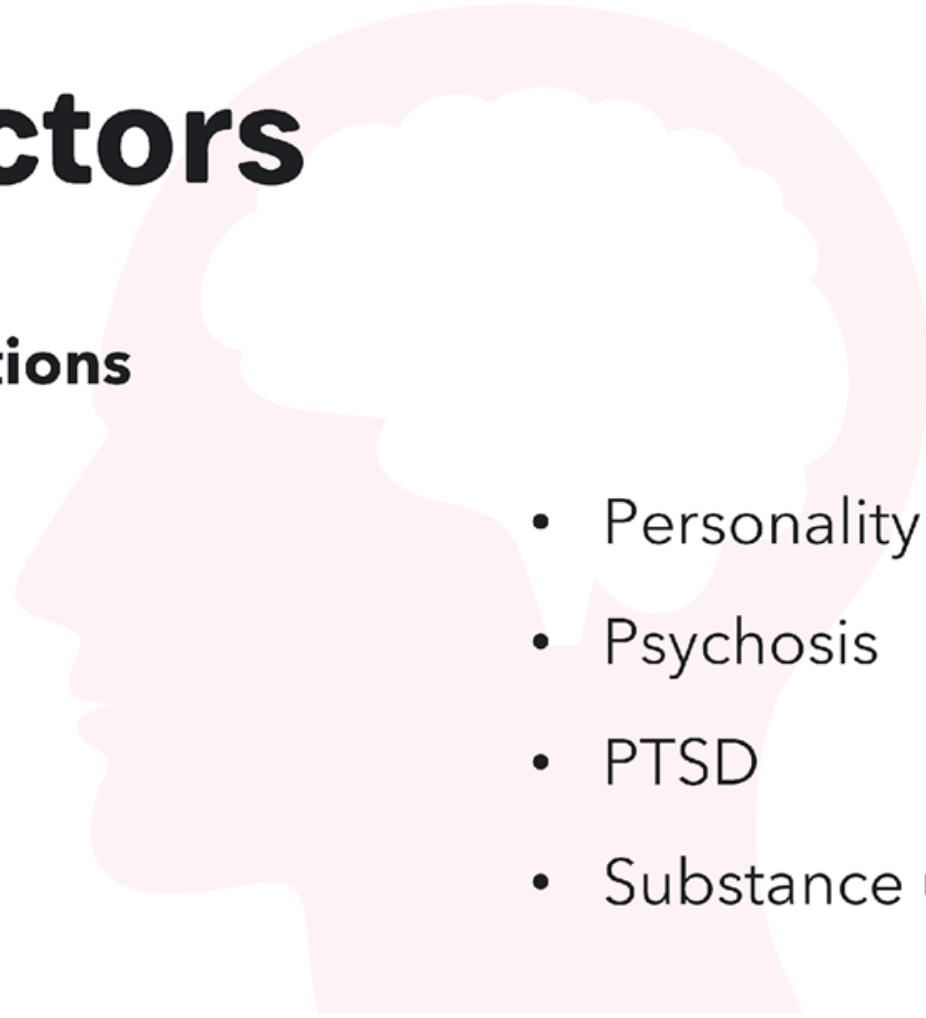 ctors
tions
• Personality
• Psychosis
• PTSD
• Substance